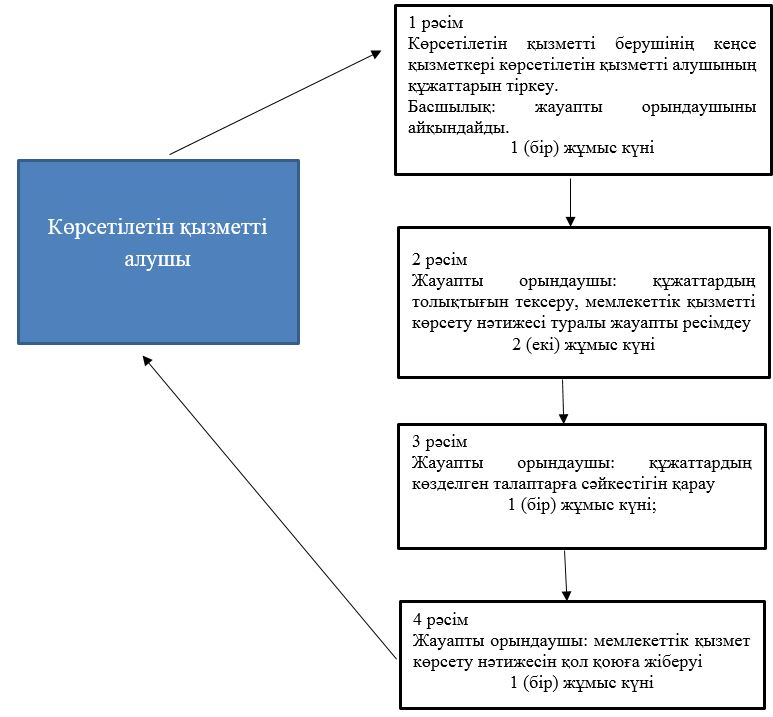 Көрсетілетін қызметті
алушы
1 рәсім
Көрсетілетін қызметті берушінің кеңсе
қызметкері көрсетілетін қызметті алушының
құжаттарын тіркеу.
Басшылық: жауапты орындаушыны
айқындайды.
1 (бір) жұмыс күні
2 рәсім
Жауапты орындаушы: құжаттардың
толықтығын тексеру, мемлекеттік қызметті
көрсету нәтижесі туралы жауапты ресімдеу
2 (екі) жұмыс күні
3 рәсім
Жауапты орындаушы: құжаттардың
көзделген талаптарға сәйкестігін қарау
1 (бір) жұмыс күні;
4 рәсім
Жауапты орындаушы: мемлекеттік қызмет
көрсету нәтижесін қол қоюға жіберуі
1 (бір) жұмыс күні